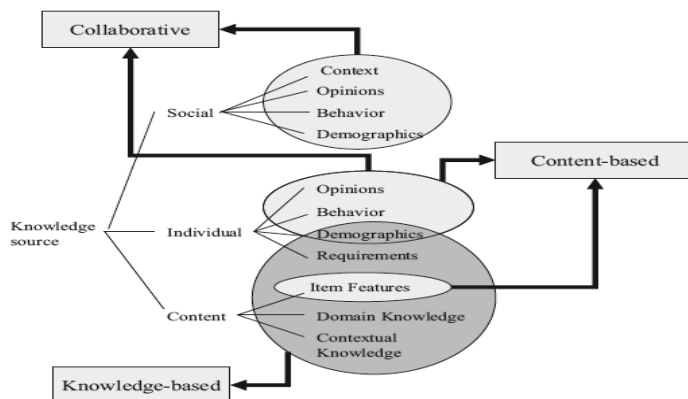 Collaborative
Context
Opinions
Social
Behavior
Demographics
Content-based
Opinions
Behavior
Knowledge
source
Individual
Demographics
Requirements
Item Features
Content
Domain Knowledge
Contextual
Knowledge
Knowledge-based